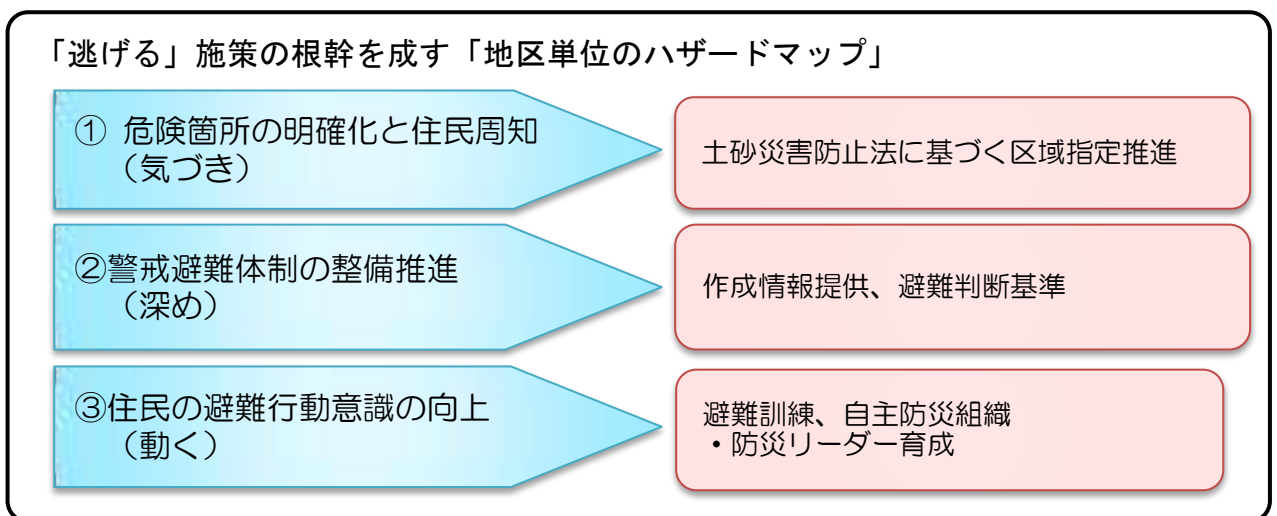 「逃げる」施策の根幹を成す「地区単位のハザードマップ」
① 危険箇所の明確化と住民周知
（気づき）
土砂災害防止法に基づく区域指定推進
②警戒避難体制の整備推進
（深め）
作成情報提供、避難判断基準
③住民の避難行動意識の向上
（動く）
避難訓練、自主防災組織
・防災リーダー育成